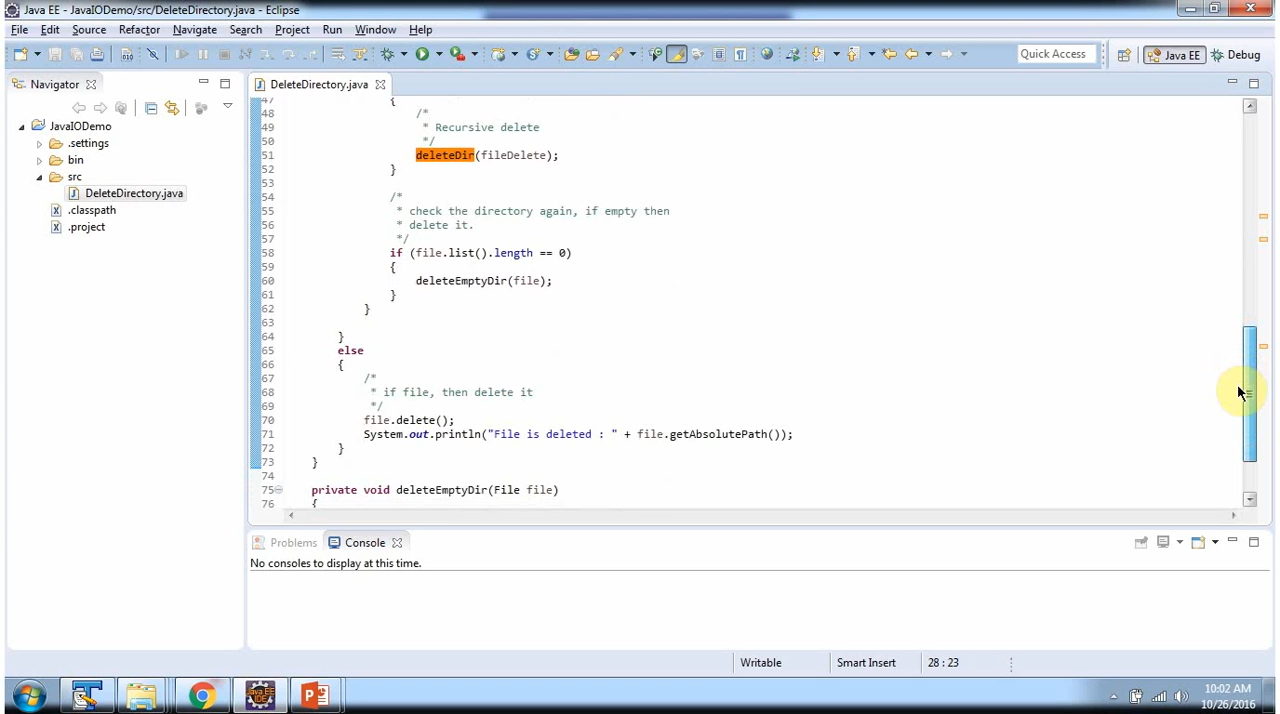 Java EE - JavaIODemo/src/DeleteDirectory.java - Eclipse
File Edit Source Refactor Navigate Search Project Run Window Help
Quick Access
Java EE
Debug
Navigator
DeleteDirectory.java
JavaIODemo
.settings
bin
src
DeleteDirectory.java
.classpath
.project
47 {
48 /*
49 * Recursive delete
50 */
51 deleteDir(fileDelete);
52 }
53
54 /*
55 * check the directory again, if empty then
56 * delete it.
57 */
58 if (file.list().length == 0)
59 {
60 deleteEmptyDir(file);
61 }
62 }
63
64 }
65 else
66 {
67 /*
68 * if file, then delete it
69 */
70 file.delete();
71 System.out.println("File is deleted : " + file.getAbsolutePath());
72 }
73 }
74
75 private void deleteEmptyDir(File file)
76 {
Problems Console
No consoles to display at this time.
Writable Smart Insert 28 : 23
Java EE
IDE
10:02 AM
10/26/2016